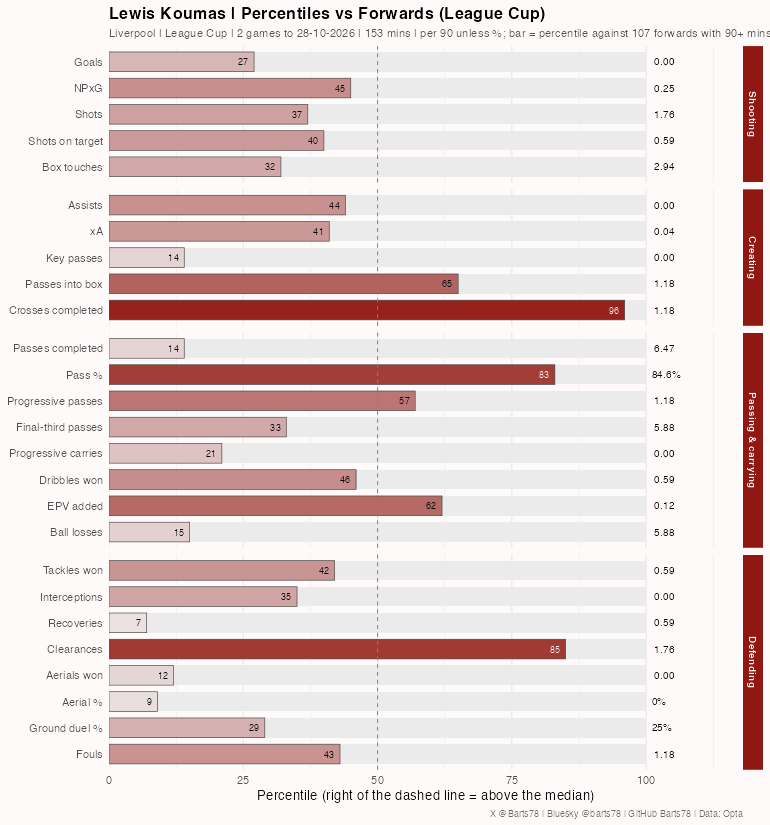 Lewis Koumas | Percentiles vs Forwards (League Cup)
Liverpool | League Cup | 2 games to 28-10-2026 | 153 mins | per 90 unless %; bar = percentile against 107 forwards with 90+ mins
Shooting
Goals 27 0.00
NPxG 45 0.25
Shots 37 1.76
Shots on target 40 0.59
Box touches 32 2.94
Creating
Assists 44 0.00
xA 41 0.04
Key passes 14 0.00
Passes into box 65 1.18
Crosses completed 96 1.18
Passing & carrying
Passes completed 14 6.47
Pass % 83 84.6%
Progressive passes 57 1.18
Final-third passes 33 5.88
Progressive carries 21 0.00
Dribbles won 46 0.59
EPV added 62 0.12
Ball losses 15 5.88
Defending
Tackles won 42 0.59
Interceptions 35 0.00
Recoveries 7 0.59
Clearances 85 1.76
Aerials won 12 0.00
Aerial % 9 0%
Ground duel % 29 25%
Fouls 43 1.18
0 25 50 75 100
Percentile (right of the dashed line = above the median)
X @Barts78 | Bluesky @barts78 | GitHub Barts78 | Data: Opta